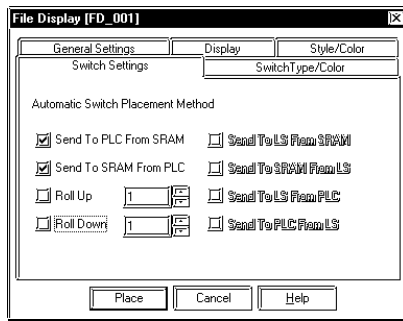 File Display [FD_001]
General Settings Display Style/Color
Switch Settings SwitchType/Color
Automatic Switch Placement Method
Send To PLC From SRAM Send To LS From SRAM
Send To SRAM From PLC Send To SRAM From LS
Roll Up 1 Send To LS From PLC
Roll Down 1 Send To PLC From LS
Place Cancel Help